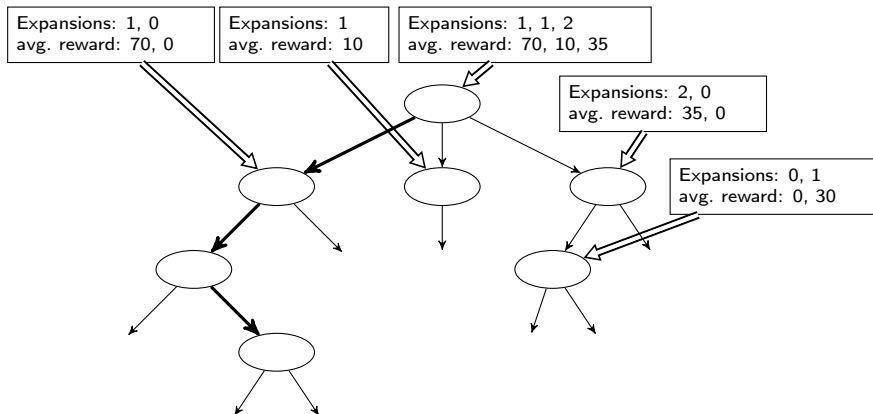 Expansions: 1, 0
avg. reward: 70, 0
Expansions: 1
avg. reward: 10
Expansions: 1, 1, 2
avg. reward: 70, 10, 35
Expansions: 2, 0
avg. reward: 35, 0
Expansions: 0, 1
avg. reward: 0, 30